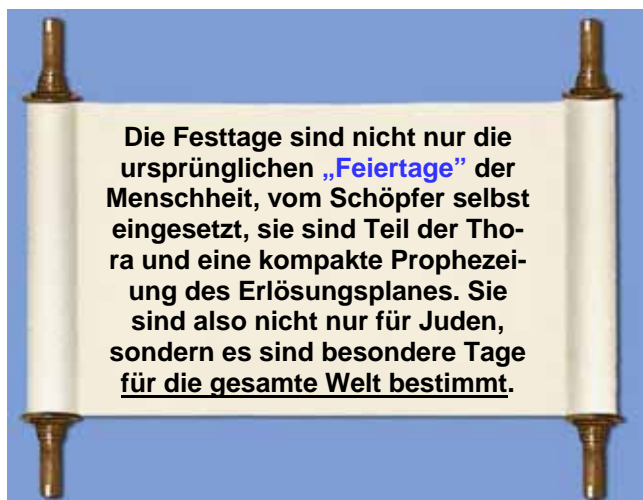 Die Festtage sind nicht nur die
ursprünglichen „Feiertage” der
Menschheit, vom Schöpfer selbst
eingesetzt, sie sind Teil der Tho-
ra und eine kompakte Prophezei-
ung des Erlösungsplanes. Sie
sind also nicht nur für Juden,
sondern es sind besondere Tage
für die gesamte Welt bestimmt.